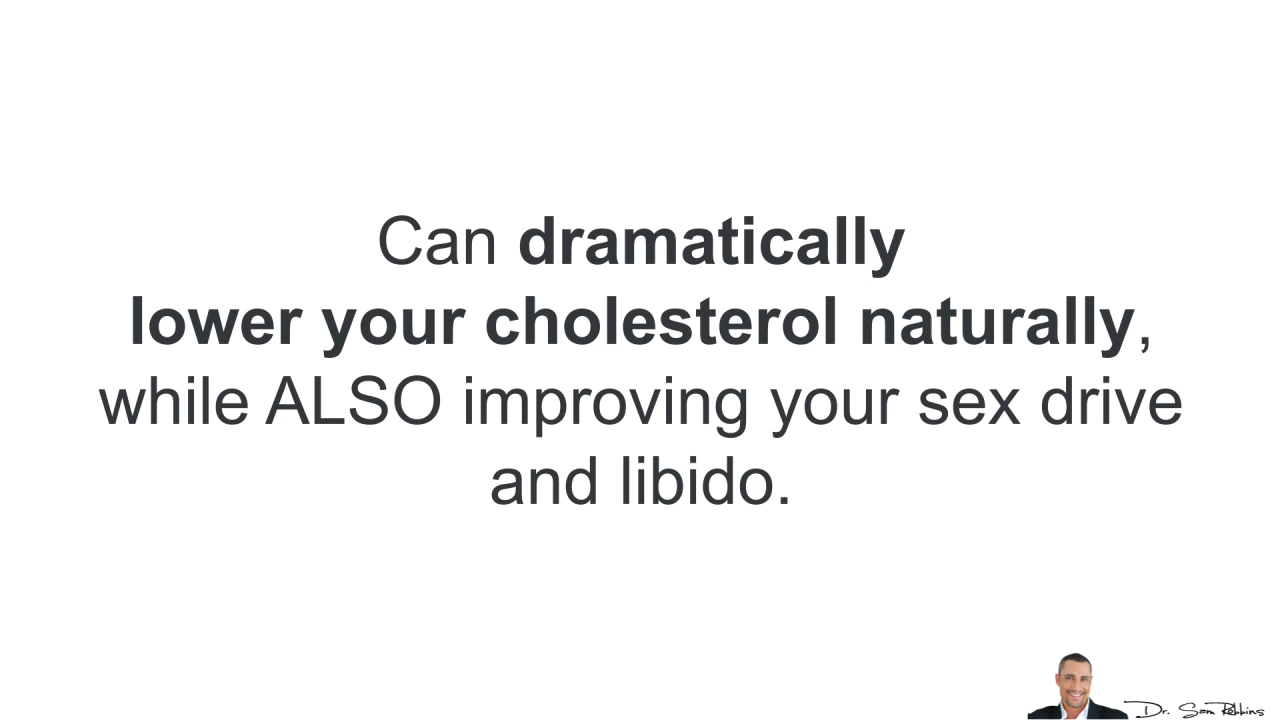 Can dramatically
lower your cholesterol naturally,
while ALSO improving your sex drive
and libido.
Dr. Sam Robbins